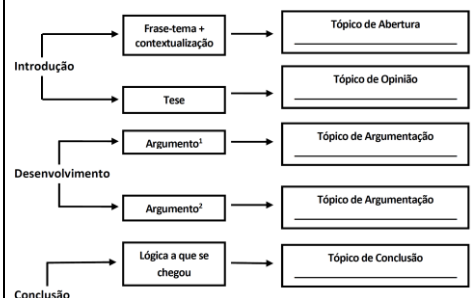 Frase-tema +
contextualização
Tópico de Abertura
Introdução
Tese
Tópico de Opinião
Argumento¹
Tópico de Argumentação
Desenvolvimento
Argumento²
Tópico de Argumentação
Lógica a que se
chegou
Tópico de Conclusão
Conclusão